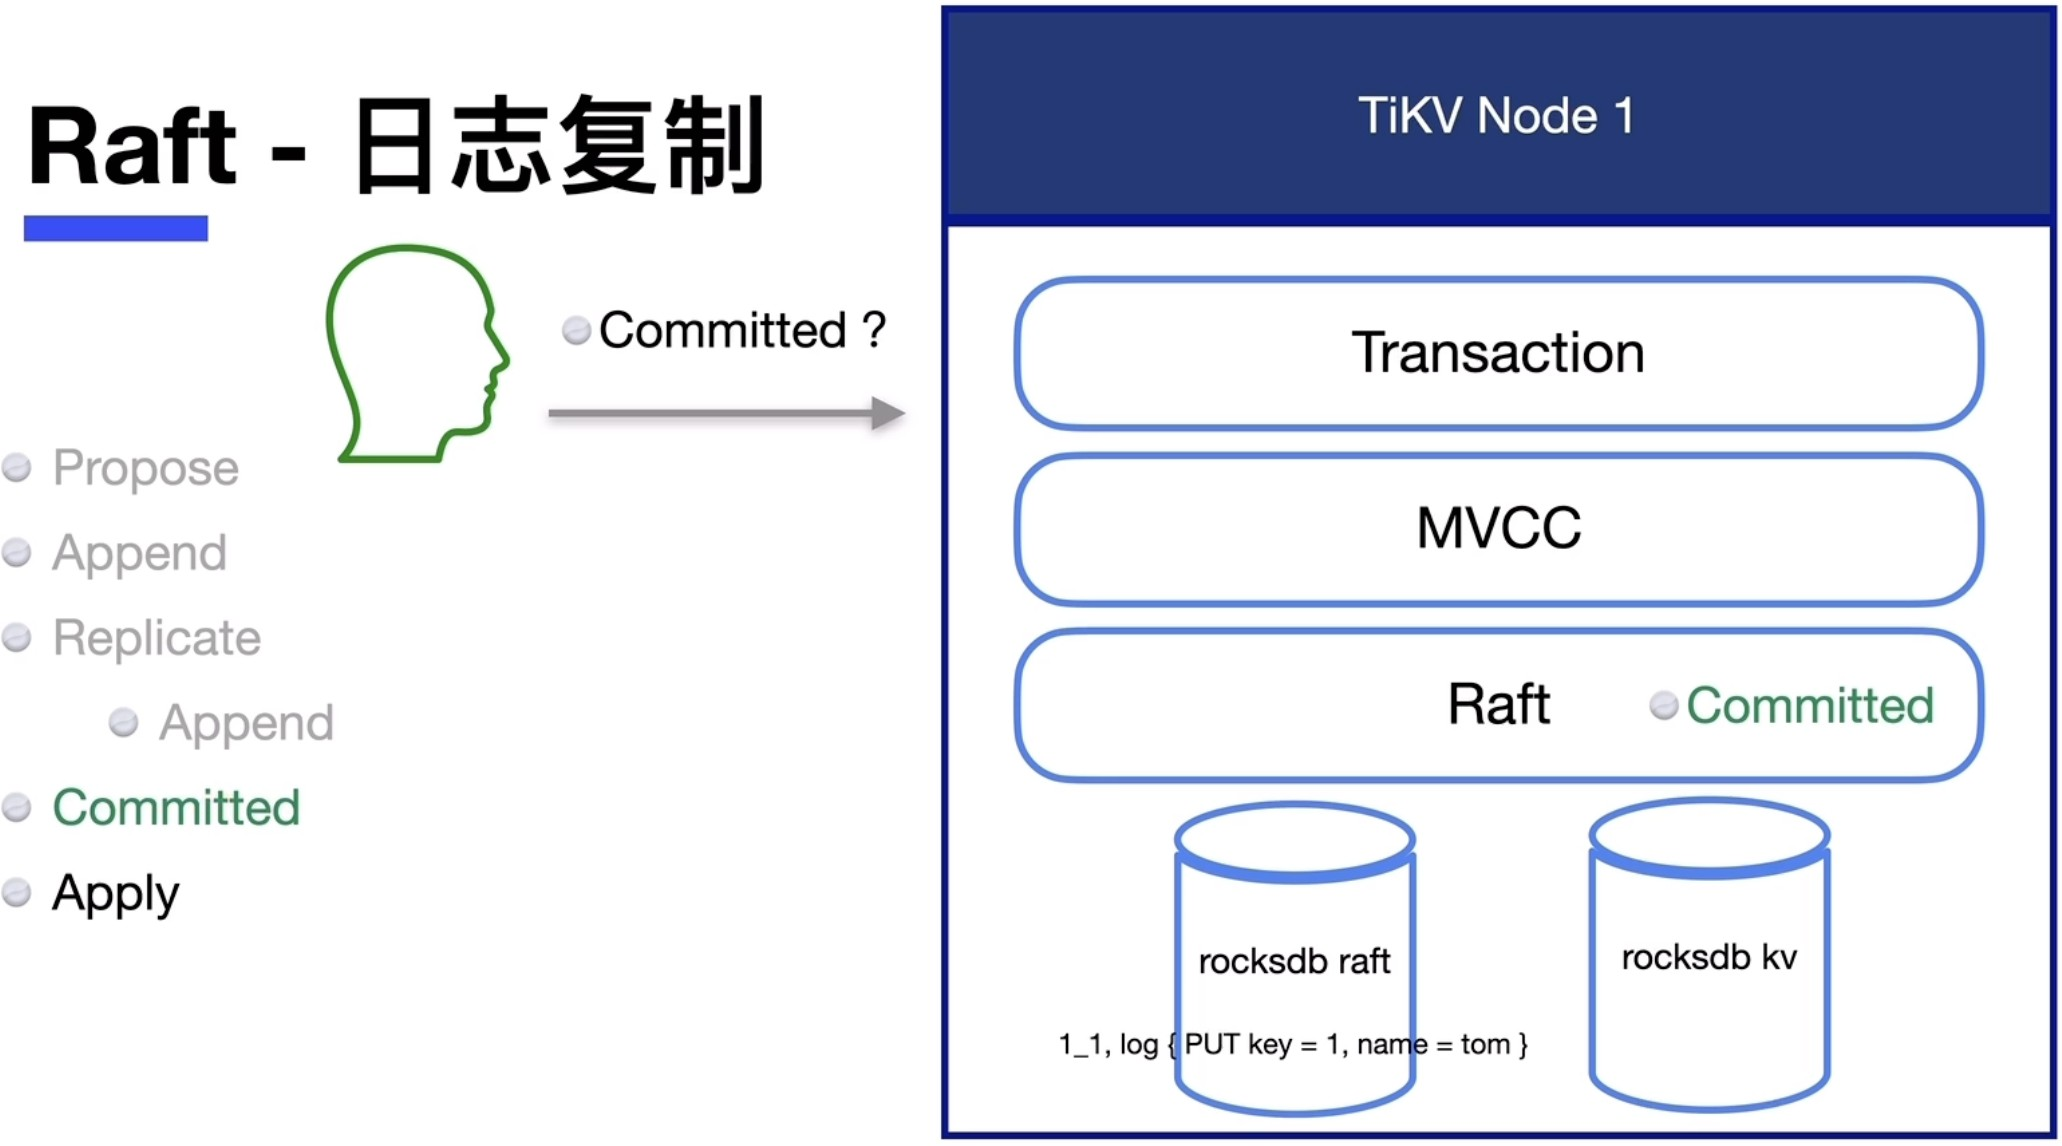 Raft - 日志复制
Committed ?
Propose
Append
Replicate
Append
Committed
Apply
TiKV Node 1
Transaction
MVCC
Raft
Committed
rocksdb raft
rocksdb kv
1_1, log { PUT key = 1, name = tom }